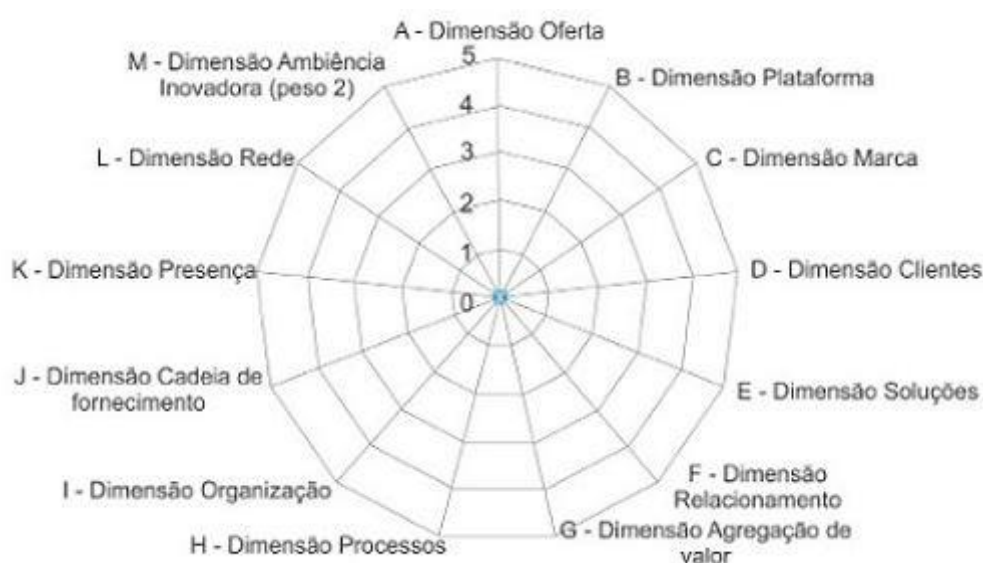 A - Dimensão Oferta
B - Dimensão Plataforma
C - Dimensão Marca
D - Dimensão Clientes
E - Dimensão Soluções
F - Dimensão
Relacionamento
G - Dimensão Agregação de
valor
H - Dimensão Processos
I - Dimensão Organização
J - Dimensão Cadeia de
fornecimento
K - Dimensão Presença
L - Dimensão Rede
M - Dimensão Ambiência
Inovadora (peso 2)
5
4
3
2
1
0